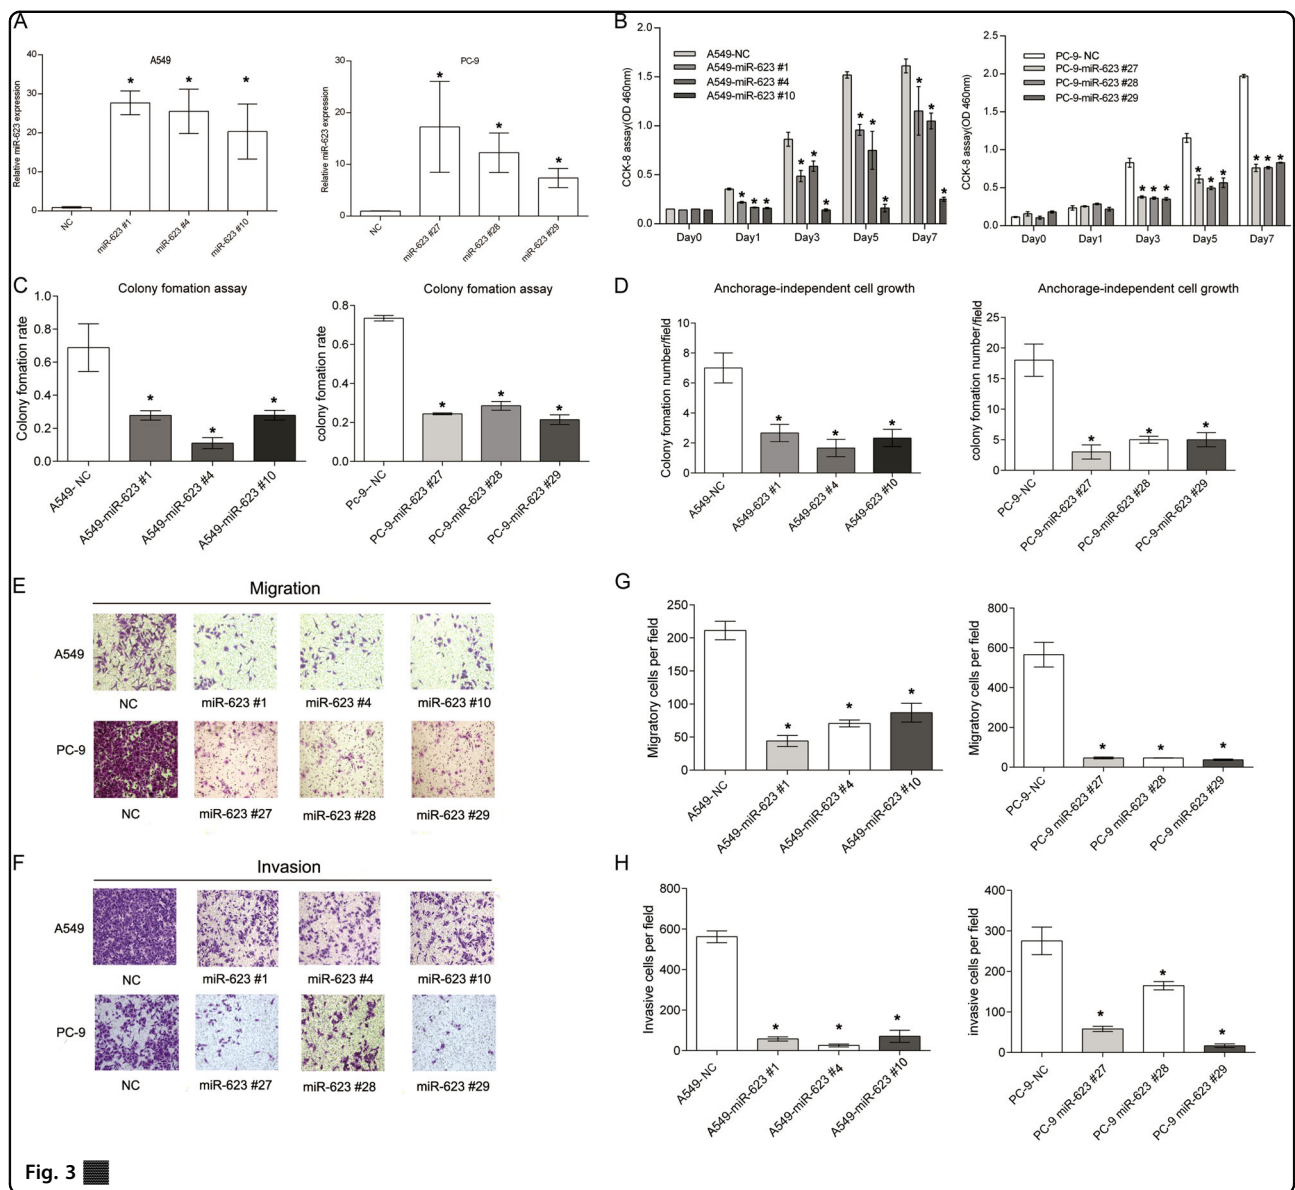 A
A549
Relative miR-623 expression
40
30
20
10
0
NC
miR-623 #1
miR-623 #4
miR-623 #10
* * *
PC-9
Relative miR-623 expression
30
20
10
0
NC
miR-623 #27
miR-623 #28
miR-623 #29
* * *
B
CCK-8 assay(OD 460nm)
2.0
1.5
1.0
0.5
0.0
A549-NC
A549-miR-623 #1
A549-miR-623 #4
A549-miR-623 #10
* * * * * * * * * * * *
Day0 Day1 Day3 Day5 Day7
CCK-8 assay(OD 460nm)
2.5
2.0
1.5
1.0
0.5
0.0
PC-9- NC
PC-9-miR-623 #27
PC-9-miR-623 #28
PC-9-miR-623 #29
* * * * * * * * *
Day0 Day1 Day3 Day5 Day7
C
Colony fomation assay
Colony fomation rate
1.0
0.8
0.6
0.4
0.2
0.0
* * *
A549- NC
A549-miR-623 #1
A549-miR-623 #4
A549-miR-623 #10
Colony fomation assay
colony fomation rate
0.8
0.6
0.4
0.2
0.0
* * *
Pc-9-- NC
PC-9-miR-623 #27
PC-9-miR-623 #28
PC-9-miR-623 #29
D
Anchorage-independent cell growth
Colony fomation number/field
10
8
6
4
2
0
* * *
A549-NC
A549-623 #1
A549-623 #4
A549-623 #10
Anchorage-independent cell growth
colony fomation number/field
25
20
15
10
5
0
* * *
PC-9-NC
PC-9-miR-623 #27
PC-9-miR-623 #28
PC-9-miR-623 #29
E
Migration
A549
NC miR-623 #1 miR-623 #4 miR-623 #10
PC-9
NC miR-623 #27 miR-623 #28 miR-623 #29
F
Invasion
A549
NC miR-623 #1 miR-623 #4 miR-623 #10
PC-9
NC miR-623 #27 miR-623 #28 miR-623 #29
G
Migratory cells per field
250
200
150
100
50
0
* * *
A549-NC
A549-miR-623 #1
A549-miR-623 #4
A549-miR-623 #10
Migratory cells per field
800
600
400
200
0
* * *
PC-9-NC
PC-9 miR-623 #27
PC-9 miR-623 #28
PC-9 miR-623 #29
H
Invasive cells per field
800
600
400
200
0
* * *
A549-NC
A549-miR-623 #1
A549-miR-623 #4
A549-miR-623 #10
invasive cells per field
400
300
200
100
0
* * *
PC-9-NC
PC-9 miR-623 #27
PC-9 miR-623 #28
PC-9 miR-623 #29
Fig. 3